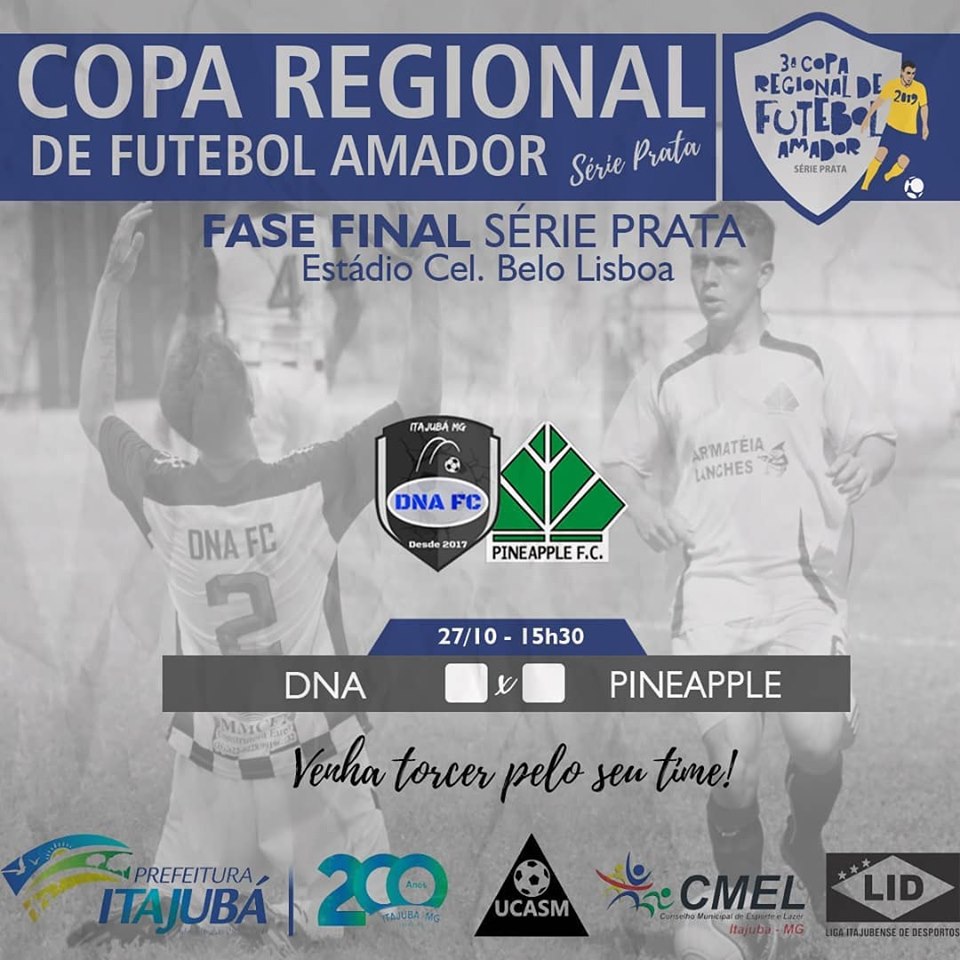 COPA REGIONAL
DE FUTEBOL AMADOR Série Prata
3ª COPA
REGIONAL DE
FUTEBOL
AMADOR
SÉRIE PRATA
2019
FASE FINAL SÉRIE PRATA
Estádio Cel. Belo Lisboa
ITAJUBÁ MG
DNA FC
Desde 2017
PINEAPPLE F.C.
DNA FC
2
LANCHES
27/10 - 15h30
DNA x PINEAPPLE
Venha torcer pelo seu time!
PREFEITURA
ITAJUBÁ
200 Anos
ITAJUBÁ MG
UCASM
CMEL
Conselho Municipal de Esporte e Lazer
Itajubá - MG
LID
LIGA ITAJUBENSE DE DESPORTOS